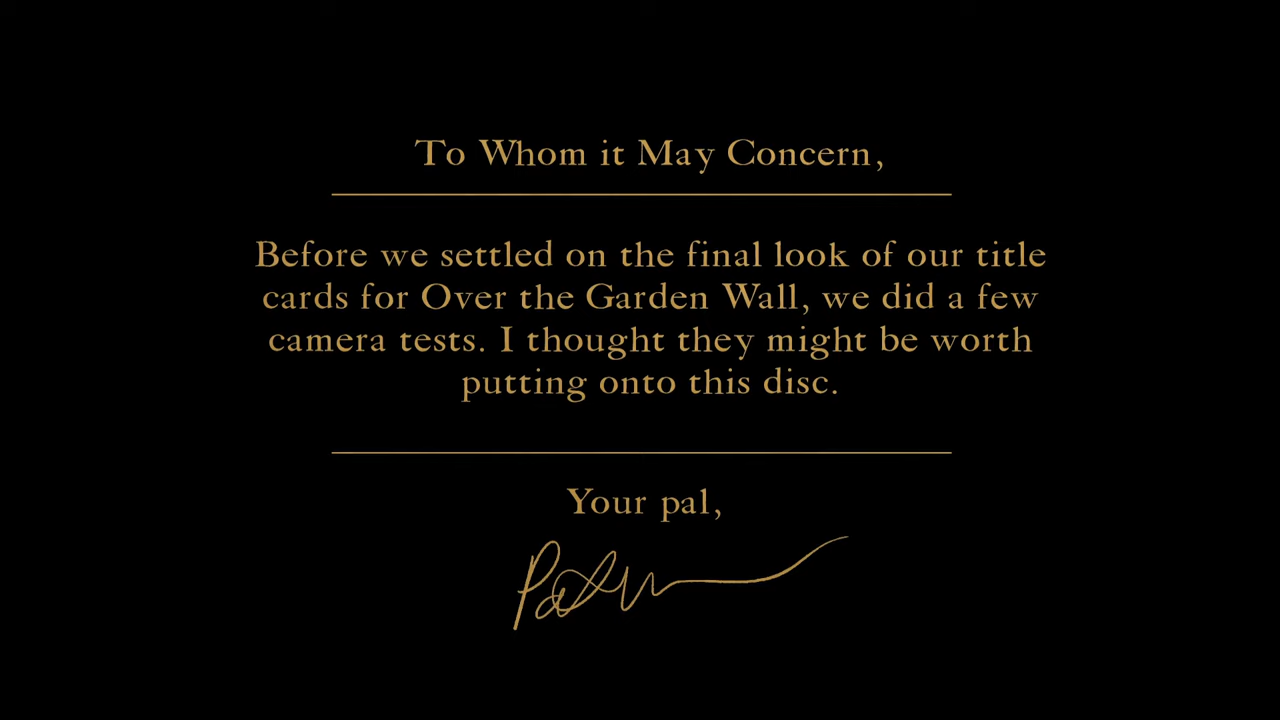 To Whom it May Concern,
Before we settled on the final look of our title
cards for Over the Garden Wall, we did a few
camera tests. I thought they might be worth
putting onto this disc.
Your pal,